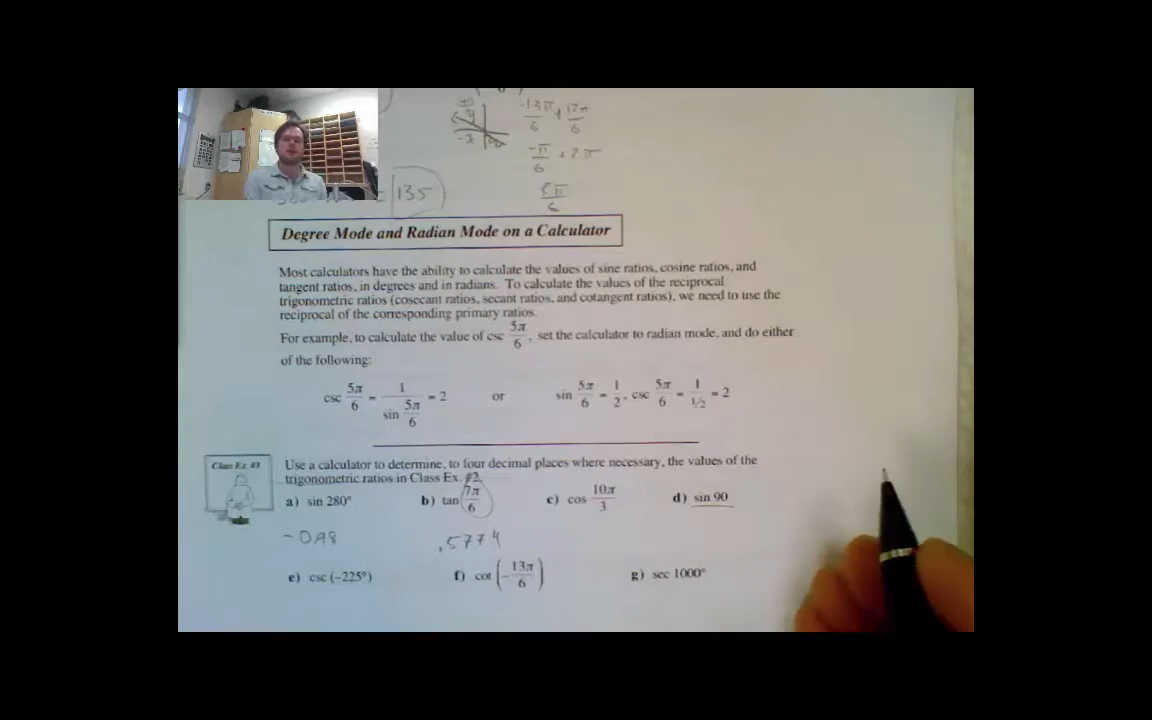 -13π/6 + 12π/6
-π/6 + 2π
5π/6
= 135
Degree Mode and Radian Mode on a Calculator
Most calculators have the ability to calculate the values of sine ratios, cosine ratios, and
tangent ratios, in degrees and in radians. To calculate the values of the reciprocal
trigonometric ratios (cosecant ratios, secant ratios, and cotangent ratios), we need to use the
reciprocal of the corresponding primary ratios.
For example, to calculate the value of csc 5π/6, set the calculator to radian mode, and do either
of the following:
csc 5π/6 = 1/(sin 5π/6) = 2 or sin 5π/6 = 1/2, csc 5π/6 = 1/(1/2) = 2
Class Ex. #3
Use a calculator to determine, to four decimal places where necessary, the values of the
trigonometric ratios in Class Ex. #2.
a) sin 280° b) tan 7π/6 c) cos 10π/3 d) sin 90
-0.98 .5774
e) csc (-225°) f) cot (-13π/6) g) sec 1000°